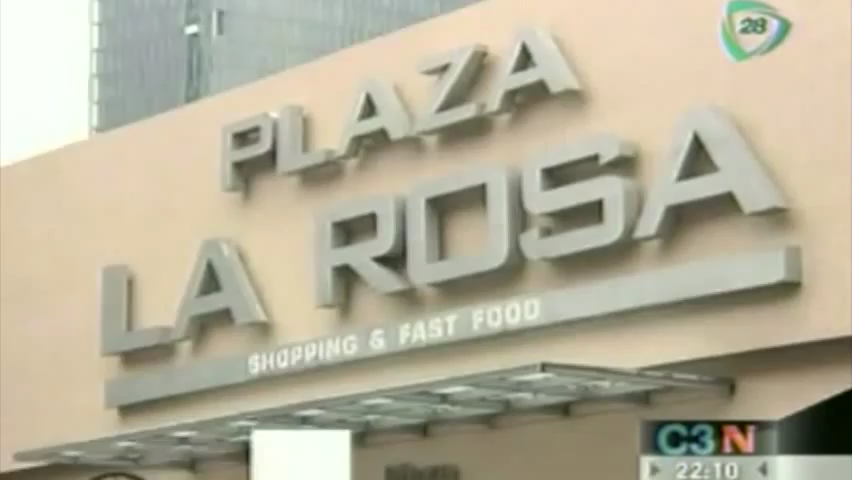 28
PLAZA
LA ROSA
SHOPPING & FAST FOOD
C3N
22:10